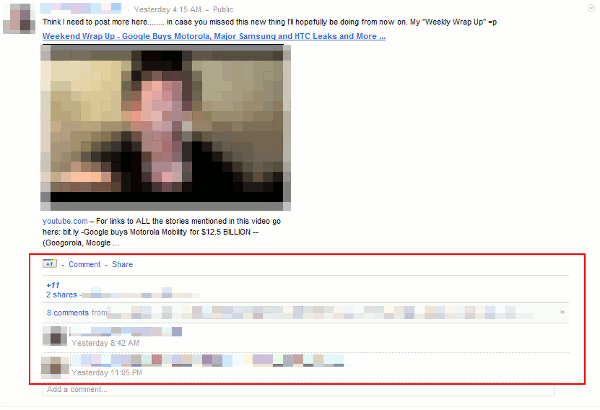 Yesterday 4:15 AM - Public
Think I need to post more here........ in case you missed this new thing I'll hopefully be doing from now on. My "Weekly Wrap Up" =p
Weekend Wrap Up - Google Buys Motorola, Major Samsung and HTC Leaks and More ...
youtube.com – For links to ALL the stories mentioned in this video go
here: bit.ly -Google buys Motorola Mobility for $12.5 BILLION --
(Googorola, Moogle ...
+1 - Comment - Share
+11
2 shares -
8 comments from
Yesterday 8:42 AM
Yesterday 11:05 PM
Add a comment...